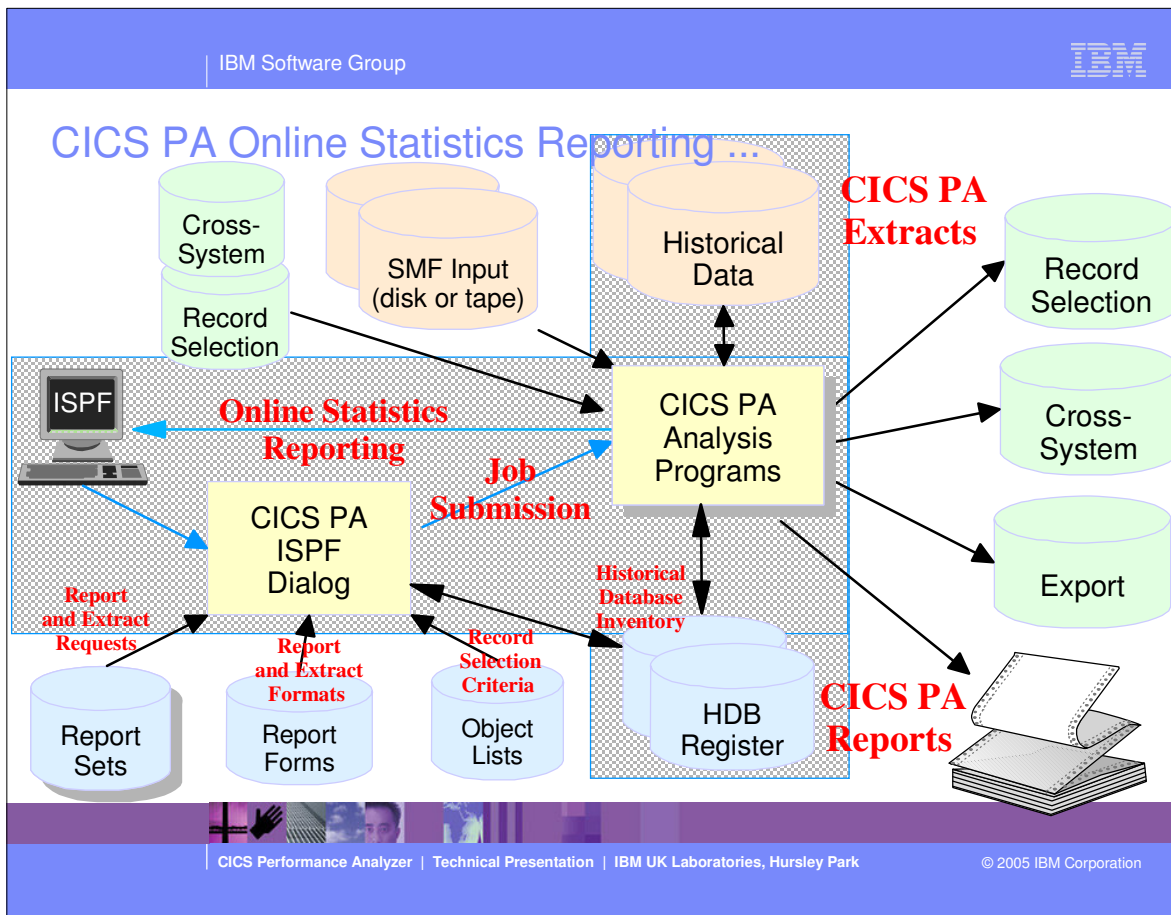 IBM Software Group
IBM
CICS PA Online Statistics Reporting ...
Cross-
System
Record
Selection
SMF Input
(disk or tape)
Historical
Data
CICS PA
Extracts
Record
Selection
Cross-
System
Export
ISPF
Online Statistics
Reporting
Job
Submission
CICS PA
Analysis
Programs
CICS PA
ISPF
Dialog
Report
and Extract
Requests
Report
and Extract
Formats
Record
Selection
Criteria
Historical
Database
Inventory
Report
Sets
Report
Forms
Object
Lists
HDB
Register
CICS PA
Reports
CICS Performance Analyzer | Technical Presentation | IBM UK Laboratories, Hursley Park
© 2005 IBM Corporation